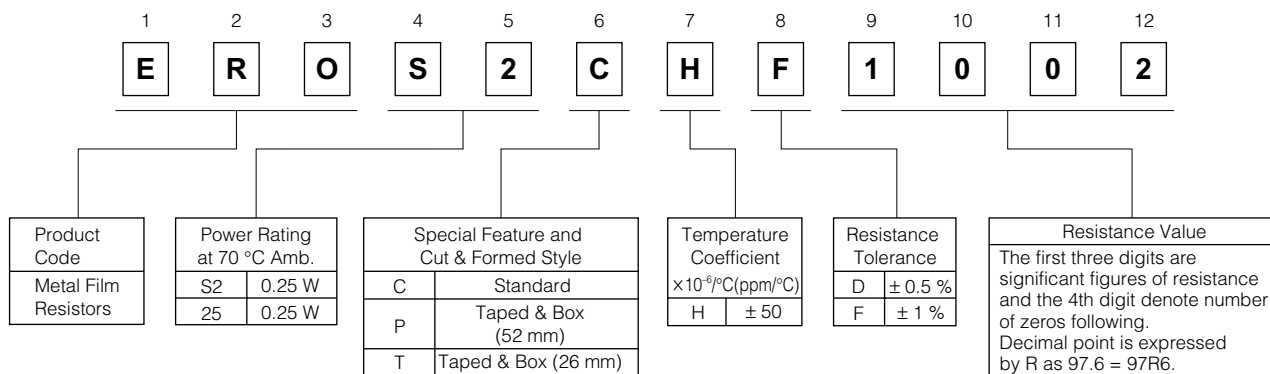 1 2 3 4 5 6 7 8 9 10 11 12
E R O S 2 C H F 1 0 0 2
Product
Code
Metal Film
Resistors
Power Rating
at 70 °C Amb.
S2 0.25 W
25 0.25 W
Special Feature and
Cut & Formed Style
C Standard
P Taped & Box
(52 mm)
T Taped & Box (26 mm)
Temperature
Coefficient
×10⁻⁶/°C(ppm/°C)
H ± 50
Resistance
Tolerance
D ± 0.5 %
F ± 1 %
Resistance Value
The first three digits are
significant figures of resistance
and the 4th digit denote number
of zeros following.
Decimal point is expressed
by R as 97.6 = 97R6.